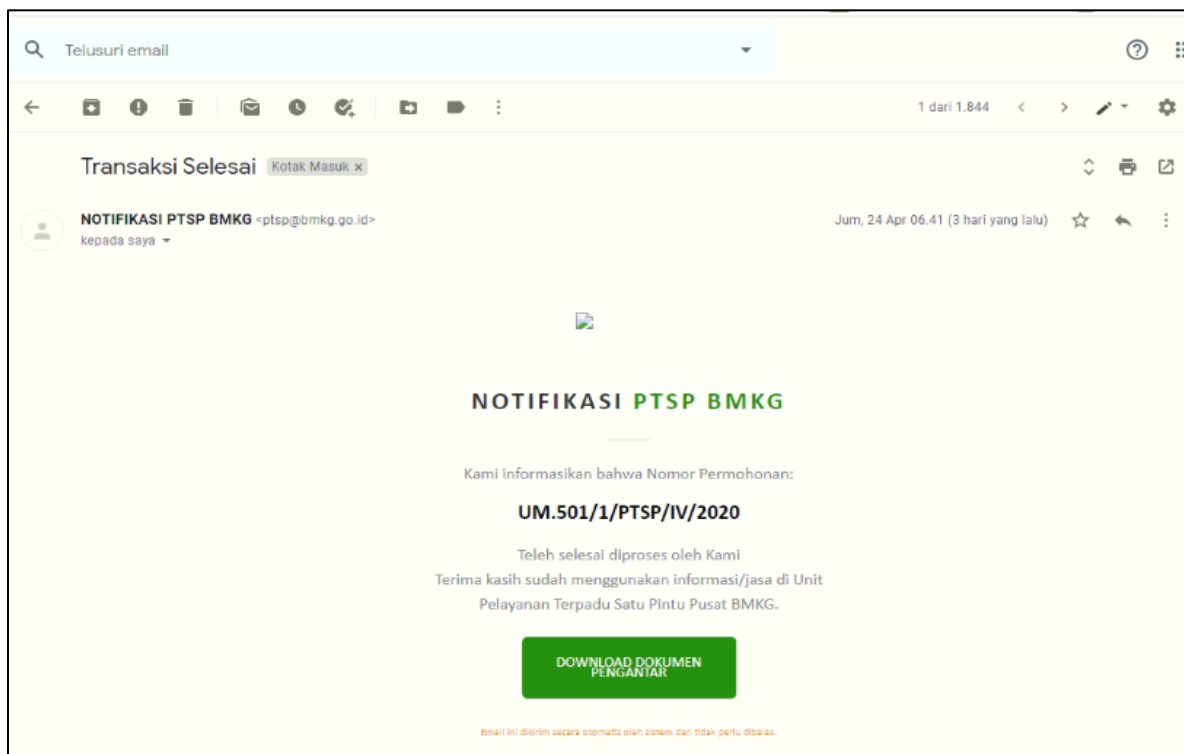 Telusuri email
1 dari 1.844
Transaksi Selesai Kotak Masuk x
NOTIFIKASI PTSP BMKG <ptsp@bmkg.go.id> Jum, 24 Apr 06.41 (3 hari yang lalu)
kepada saya
NOTIFIKASI PTSP BMKG
Kami informasikan bahwa Nomor Permohonan:
UM.501/1/PTSP/IV/2020
Teleh selesai diproses oleh Kami
Terima kasih sudah menggunakan informasi/jasa di Unit
Pelayanan Terpadu Satu Pintu Pusat BMKG.
DOWNLOAD DOKUMEN
PENGANTAR
Email ini dikirim secara otomatis oleh sistem dan tidak perlu dibalas.